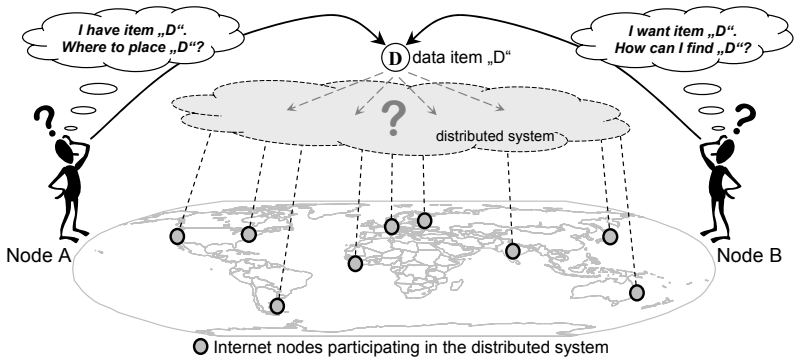 I have item „D“.
Where to place „D“?
I want item „D“.
How can I find „D“?
D data item „D“
?
?
?
distributed system
Node A
Node B
Internet nodes participating in the distributed system